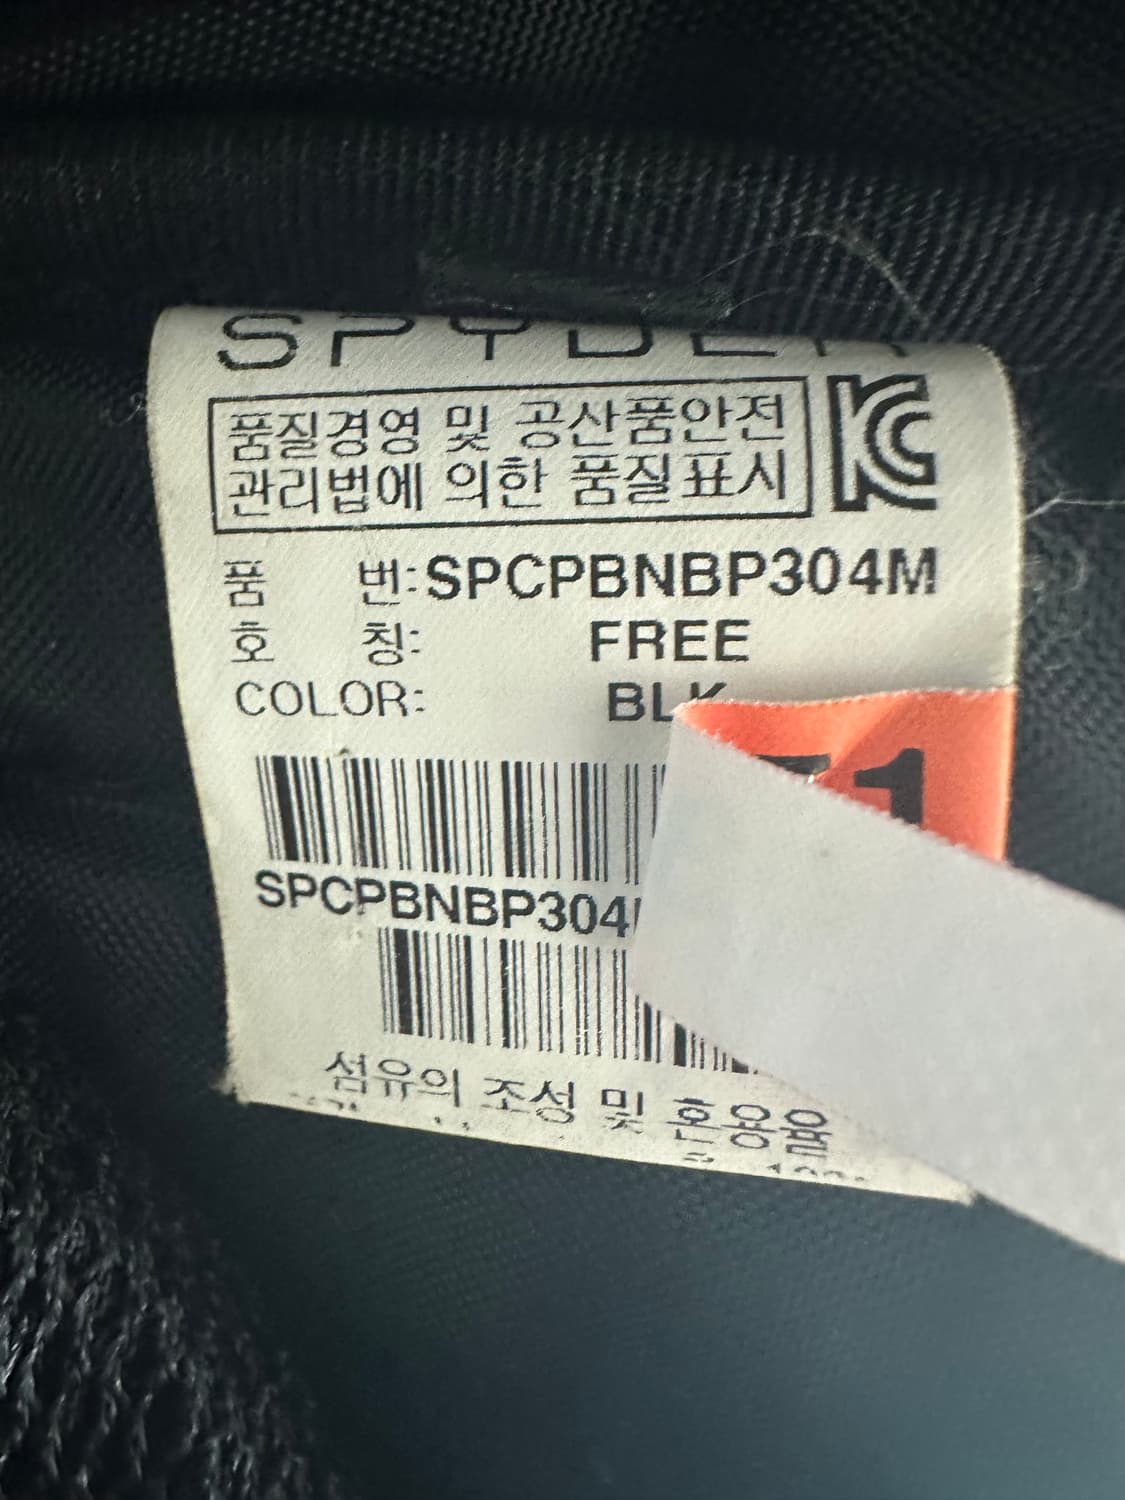 SPYDER
품질경영 및 공산품안전
관리법에 의한 품질표시
품 번: SPCPBNBP304M
호 칭: FREE
COLOR: BLK
1
SPCPBNBP304
섬유의 조성 및 혼용율